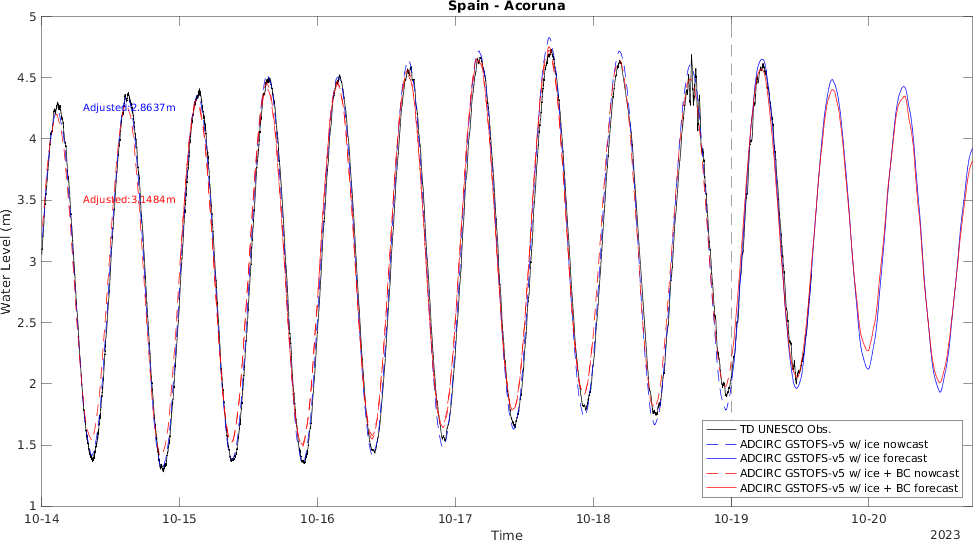 Spain - Acoruna
5
4.5
4
3.5
3
2.5
2
1.5
1
Water Level (m)
Adjusted:2.8637m
Adjusted:3.1484m
TD UNESCO Obs.
ADCIRC GSTOFS-v5 w/ ice nowcast
ADCIRC GSTOFS-v5 w/ ice forecast
ADCIRC GSTOFS-v5 w/ ice + BC nowcast
ADCIRC GSTOFS-v5 w/ ice + BC forecast
10-14 10-15 10-16 10-17 10-18 10-19 10-20
Time
2023